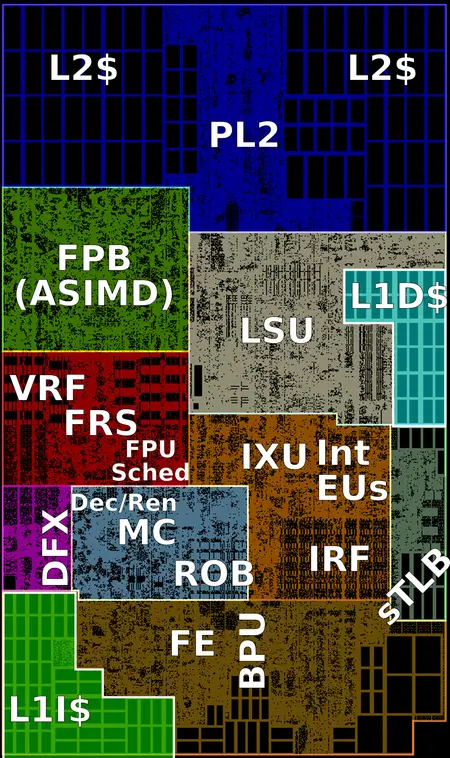 L2$
L2$
PL2
FPB
(ASIMD)
L1D$
LSU
VRF
FRS
FPU
Sched
IXU
Int
EUs
Dec/Ren
MC
DFX
ROB
IRF
sTLB
FE
BPU
L1I$